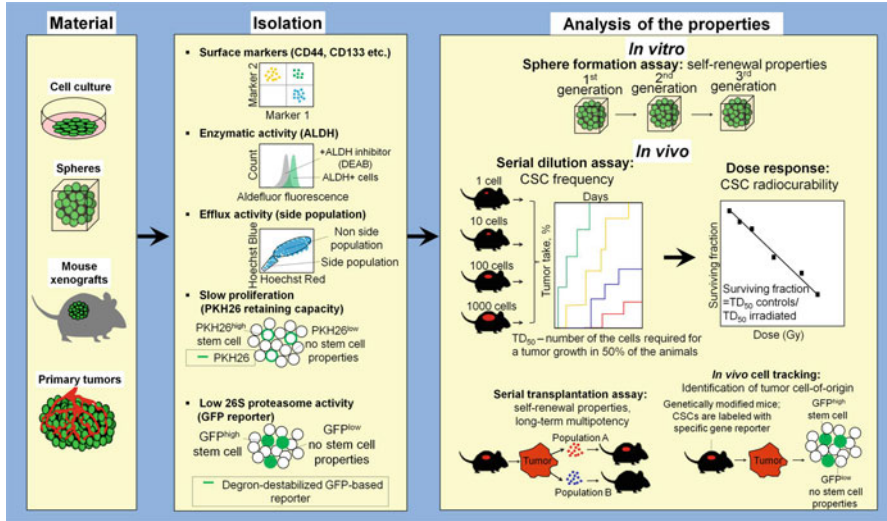 Material
Cell culture
Spheres
Mouse
xenografts
Primary tumors
Isolation
▪ Surface markers (CD44, CD133 etc.)
Marker 2
Marker 1
▪ Enzymatic activity (ALDH)
Count
+ALDH inhibitor
(DEAB)
ALDH+ cells
Aldefluor fluorescence
▪ Efflux activity (side population)
Hoechst Blue
Non side
population
Side population
Hoechst Red
▪ Slow proliferation
(PKH26 retaining capacity)
PKH26high
stem cell
PKH26low
no stem cell
properties
PKH26
▪ Low 26S proteasome activity
(GFP reporter)
GFPhigh
stem cell
GFPlow
no stem cell
properties
Degron-destabilized GFP-based
reporter
Analysis of the properties
In vitro
Sphere formation assay: self-renewal properties
1st
generation
2nd
generation
3rd
generation
In vivo
Serial dilution assay:
CSC frequency
1 cell
10 cells
100 cells
1000 cells
Days
Tumor take, %
TD50 – number of the cells required for
a tumor growth in 50% of the animals
Dose response:
CSC radiocurability
Surviving fraction
Surviving fraction
=TD50 controls/
TD50 irradiated
Dose (Gy)
Serial transplantation assay:
self-renewal properties,
long-term multipotency
Tumor
Population A
Population B
In vivo cell tracking:
Identification of tumor cell-of-origin
Genetically modified mice;
CSCs are labeled with
specific gene reporter
Tumor
GFPhigh
stem cell
GFPlow
no stem cell
properties